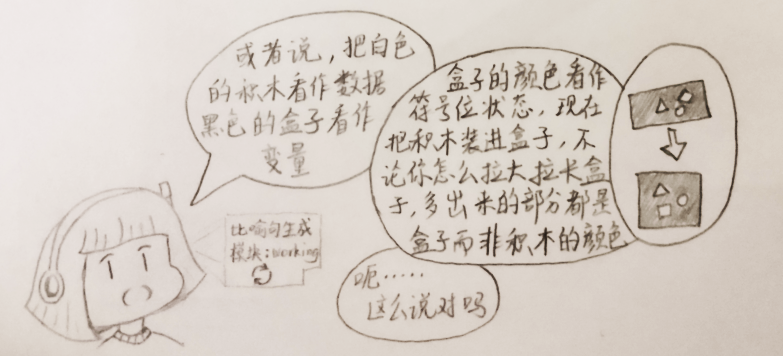 或者说，把白色
的积木看作数据
黑色的盒子看作
变量
盒子的颜色看作
符号位状态，现在
把积木装进盒子，不
论你怎么拉大拉长盒
子，多出来的部分都是
盒子而非积木的颜色
比喻句生成
模块：working
呃……
这么说对吗